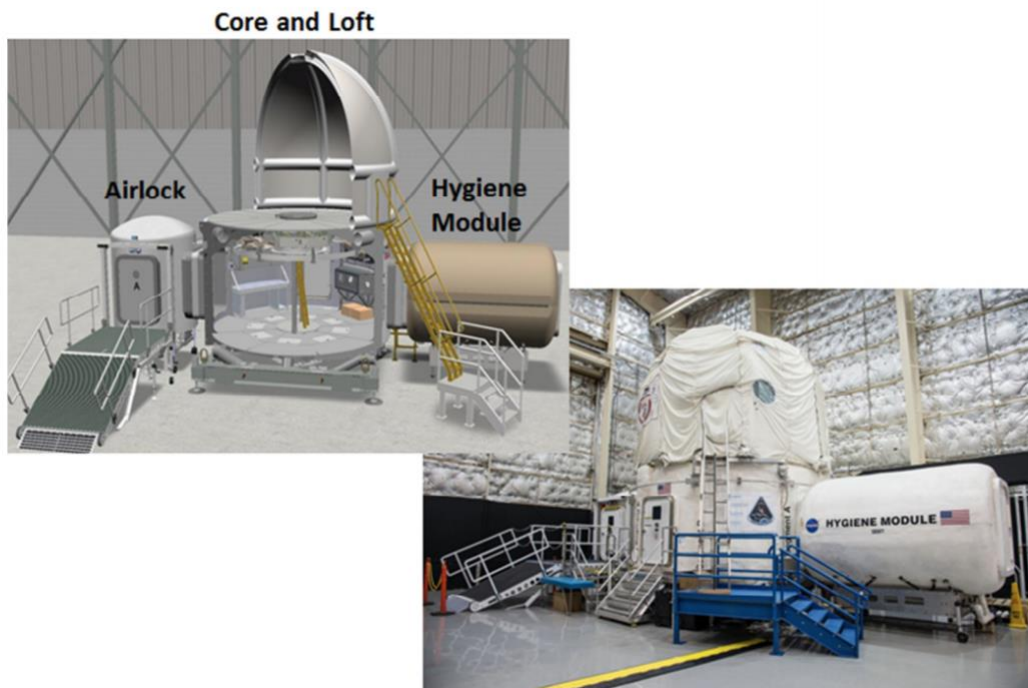 Core and Loft
Airlock
Hygiene
Module
A
HYGIENE MODULE